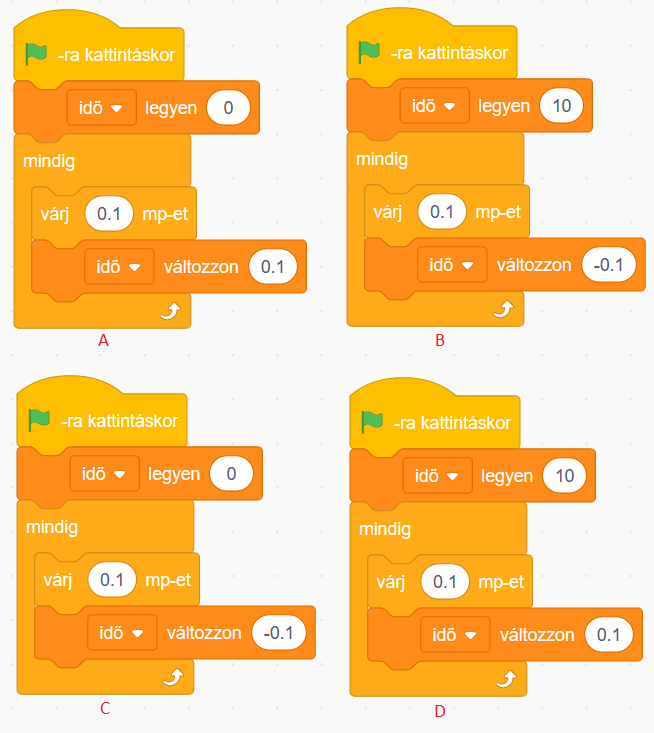 -ra kattintáskor
idő legyen 0
mindig
várj 0.1 mp-et
idő változzon 0.1
A
-ra kattintáskor
idő legyen 10
mindig
várj 0.1 mp-et
idő változzon -0.1
B
-ra kattintáskor
idő legyen 0
mindig
várj 0.1 mp-et
idő változzon -0.1
C
-ra kattintáskor
idő legyen 10
mindig
várj 0.1 mp-et
idő változzon 0.1
D